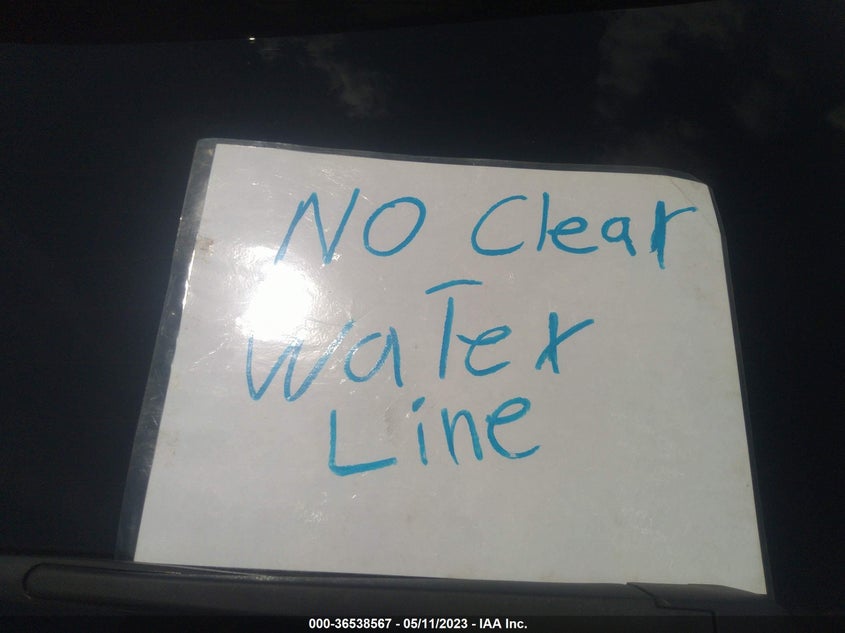 NO Clear
Water
Line
000-36538567 - 05/11/2023 - IAA Inc.